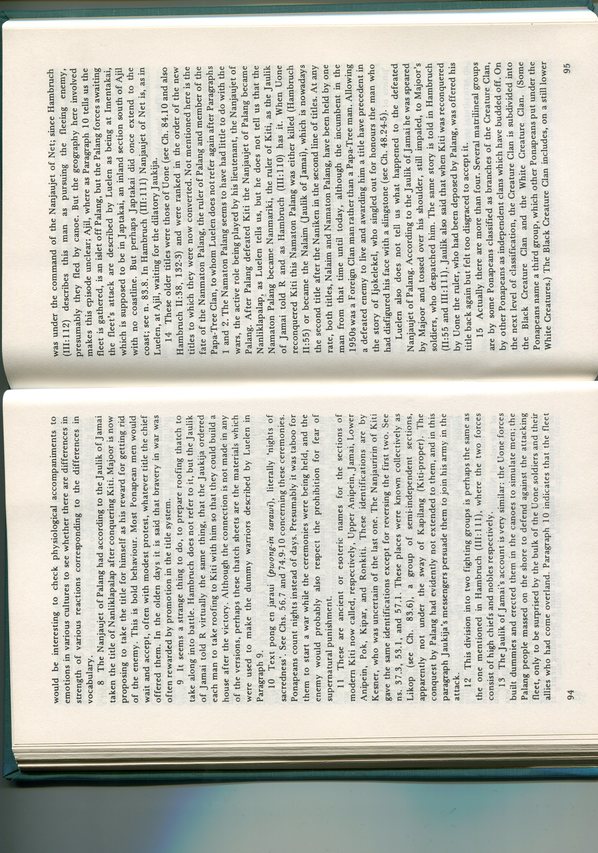 would be interesting to check physiological accompaniments to
emotions in various cultures to see whether there are differences in
strength of various reactions corresponding to the differences in
vocabulary.
8 The Nanjaujet of Palang had according to the Jaulik of Jamai
taken the title of Nanliklapalap after conquering Kiti. Majoor is now
proposing to take the title for himself as his reward for getting rid
of the enemy. This is bold behaviour. Most Ponapean men would
wait and accept, often with modest protest, whatever title the chief
offered them. In the olden days it is said that bravery in war was
often rewarded by promotion in the title system.
9 It seems a strange thing to do, to prepare roofing thatch to
take along into battle. Hambruch does not refer to it, but the Jaulik
of Jamai told R virtually the same thing, that the Jaukija ordered
each man to take roofing to Kiti with him so that they could build a
house after the victory. Although the connection is not made in any
of the versions, perhaps these thatch sheets are the materials which
were used to make the dummy warriors described by Luelen in
Paragraph 9.
10 Text pong en jaraui (pwong-in sarawi), literally 'nights of
sacredness'. See Chs. 56.7 and 74.9-10 concerning these ceremonies.
Ponapeans count nights instead of days. Presumably it was taboo for
them to start a war while the ceremonies were being held, and the
enemy would probably also respect the prohibition for fear of
supernatural punishment.
11 These are ancient or esoteric names for the sections of
modern Kiti now called, respectively, Upper Anipein, Jamai, Lower
Anipein, Pok, Kipar, and Ronkiti. These identifications are by
Kesner, who was uncertain of the last one. The Nanjauririn of Kiti
gave the same identifications except for reversing the first two. See
ns. 37.3, 53.1, and 57.1. These places were known collectively as
Likop (see Ch. 83.6), a group of semi-independent sections,
apparently not under the sway of Kapilang (Kiti-proper). The
conquest by Palang had evidently not extended to them, and in this
paragraph Jaukija's messengers persuade them to join his army in the
attack.
12 This division into two fighting groups is perhaps the same as
the one mentioned in Hambruch (III:111), where the two forces
consist of high chiefs and nobles respectively.
13 The Jaulik of Jamai's account is very similar: the Uone forces
built dummies and erected them in the canoes to simulate men; the
Palang people massed on the shore to defend against the attacking
fleet, only to be surprised by the bulk of the Uone soldiers and their
allies who had come overland. Paragraph 10 indicates that the fleet
94
was under the command of the Nanjaujet of Net; since Hambruch
(III:112) describes this man as pursuing the fleeing enemy,
presumably they fled by canoe. But the geography here involved
makes this episode unclear; Ajil, where as Paragraph 10 tells us the
fleet is gathered, is an islet off Palang, but the Palang forces awaiting
the fleet's attack are described by Luelen as being at Imentakai,
which is supposed to be in Japtakai, an inland section south of Ajil
with no coastline. But perhaps Japtakai did once extend to the
coast; see n. 83.8. In Hambruch (III:111) Nanjaujet of Net is, as in
Luelen, at Ajil, waiting for the dilatory Jaukija.
14 These older titles were those of Uone (see Ch. 84.10 and also
Hambruch II:38, 132-3) and were ranked in the order of the new
titles to which they were now converted. Not mentioned here is the
fate of the Nanmaton Palang, the ruler of Palang and member of the
Papa-Tree Clan, to whom Luelen does not refer again after Paragraphs
1 and 2. The Namaton Palang seems to have had little to do with the
wars, the active role being played by his lieutenant, the Nanjaujet of
Palang. After Palang defeated Kiti the Nanjaujet of Palang became
Nanliklapalap, as Luelen tells us, but he does not tell us that the
Namaton Palang became Nanmariki, the ruler of Kiti, as the Jaulik
of Jamai told R and as Hambruch (III:110) has it. When Uone
reconquered Kiti this Namaton Palang was either killed (Hambruch
II:55) or became the Nalaim (Jaulik of Jamai), which is nowadays
the second title after the Naniken in the second line of titles. At any
rate, both titles, Nalaim and Namaton Palang, have been held by one
man from that time until today, although the incumbent in the
1950s was a Foreign Clan man rather than a Papa-Tree man. Allowing
a defeated enemy to live and awarding him a title have precedent in
the story of Ijokelekel, who singled out for honours the man who
had disfigured his face with a slingstone (see Ch. 48.24-5).
Luelen also does not tell us what happened to the defeated
Nanjaujet of Palang. According to the Jaulik of Jamai he was speared
by Majoor and tossed over his shoulder, still impaled, to Majoor's
soldiers, who despatched him. The same story is told in Hambruch
(II:55 and III:111). Jaulik also said that when Kiti was reconquered
by Uone the ruler, who had been deposed by Palang, was offered his
title back again but felt too disgraced to accept it.
15 Actually there are more than four. Several matrilineal groups
are by some Ponapeans classified as branches of the Creature Clan,
by other Ponapeans as independent clans which have budded off. On
the next level of classification, the Creature Clan is subdivided into
the Black Creature Clan and the White Creature Clan. (Some
Ponapeans name a third group, which other Ponapeans put under the
White Creatures.) The Black Creature Clan includes, on a still lower
95